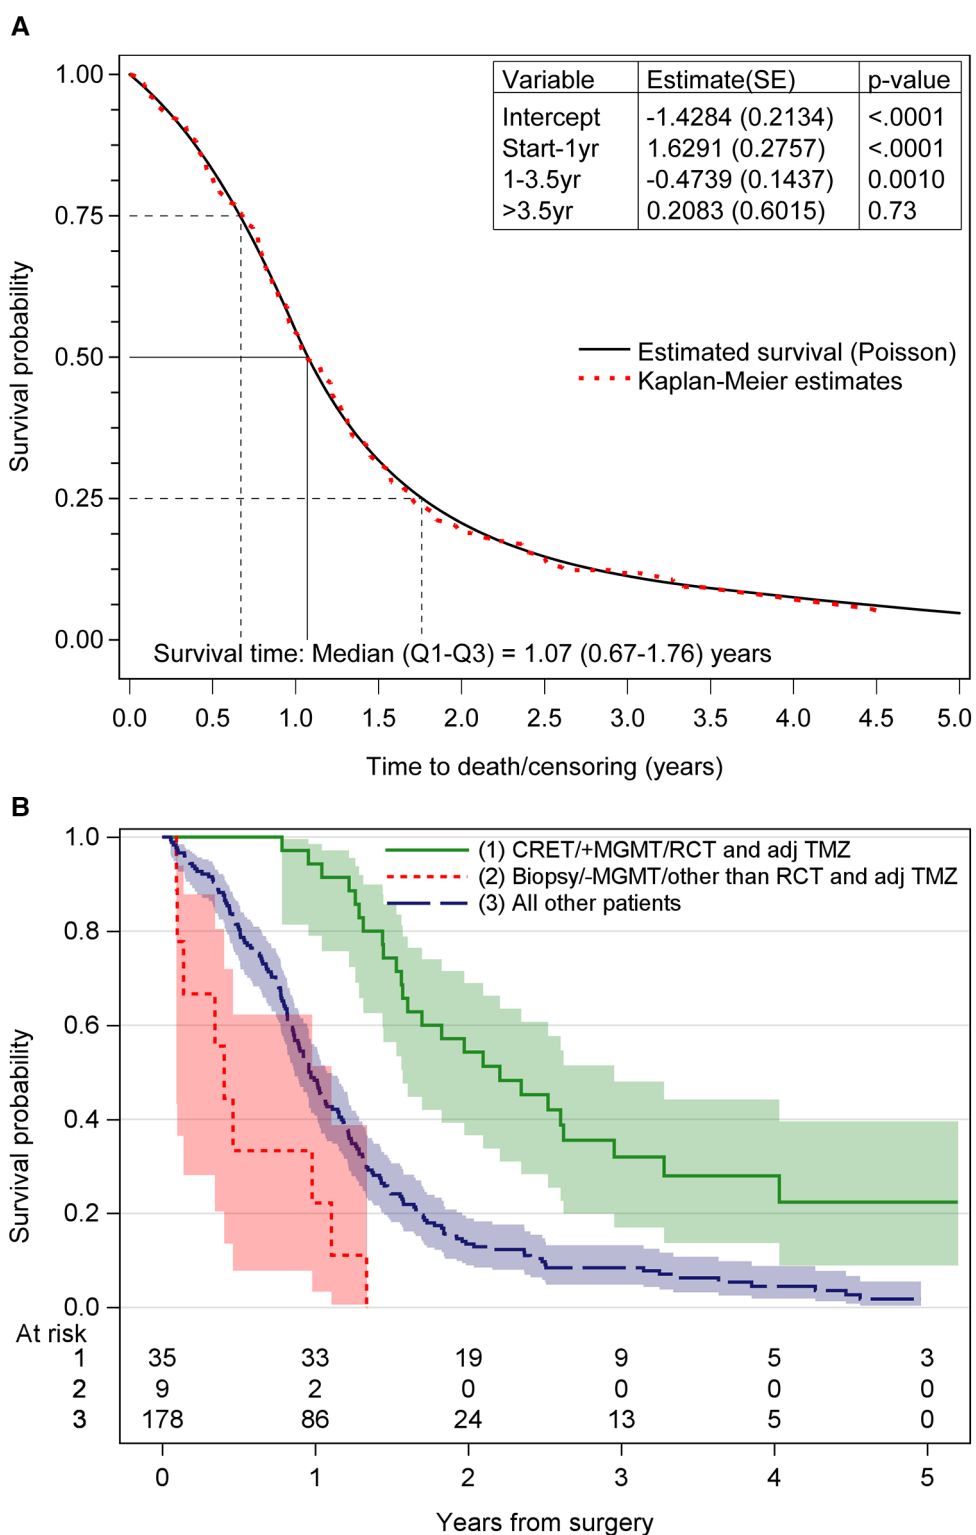 A
Variable Estimate(SE) p-value
Intercept -1.4284 (0.2134) <.0001
Start-1yr 1.6291 (0.2757) <.0001
1-3.5yr -0.4739 (0.1437) 0.0010
>3.5yr 0.2083 (0.6015) 0.73
1.00
0.75
0.50
0.25
0.00
Survival probability
Estimated survival (Poisson)
Kaplan-Meier estimates
Survival time: Median (Q1-Q3) = 1.07 (0.67-1.76) years
0.0 0.5 1.0 1.5 2.0 2.5 3.0 3.5 4.0 4.5 5.0
Time to death/censoring (years)
B
(1) CRET/+MGMT/RCT and adj TMZ
(2) Biopsy/-MGMT/other than RCT and adj TMZ
(3) All other patients
1.0
0.8
0.6
0.4
0.2
0.0
Survival probability
At risk
1 35 33 19 9 5 3
2 9 2 0 0 0 0
3 178 86 24 13 5 0
0 1 2 3 4 5
Years from surgery